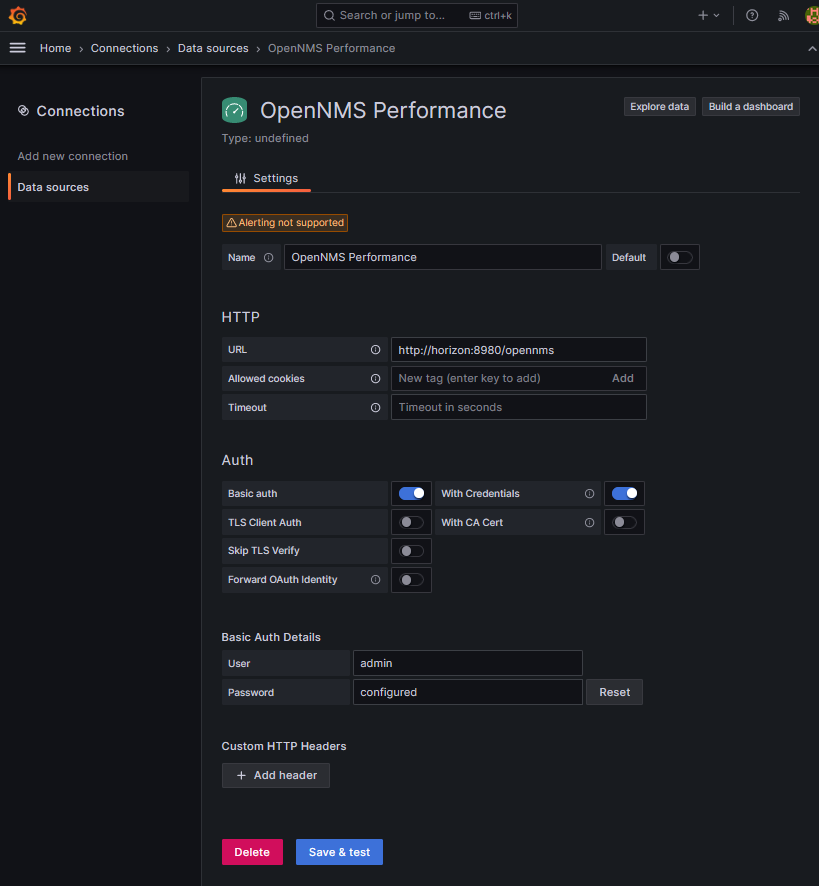 Search or jump to... ctrl+k
Home › Connections › Data sources › OpenNMS Performance
Connections
Add new connection
Data sources
OpenNMS Performance
Explore data
Build a dashboard
Type: undefined
Settings
Alerting not supported
Name OpenNMS Performance Default
HTTP
URL http://horizon:8980/opennms
Allowed cookies New tag (enter key to add) Add
Timeout Timeout in seconds
Auth
Basic auth With Credentials
TLS Client Auth With CA Cert
Skip TLS Verify
Forward OAuth Identity
Basic Auth Details
User admin
Password configured Reset
Custom HTTP Headers
+ Add header
Delete Save & test